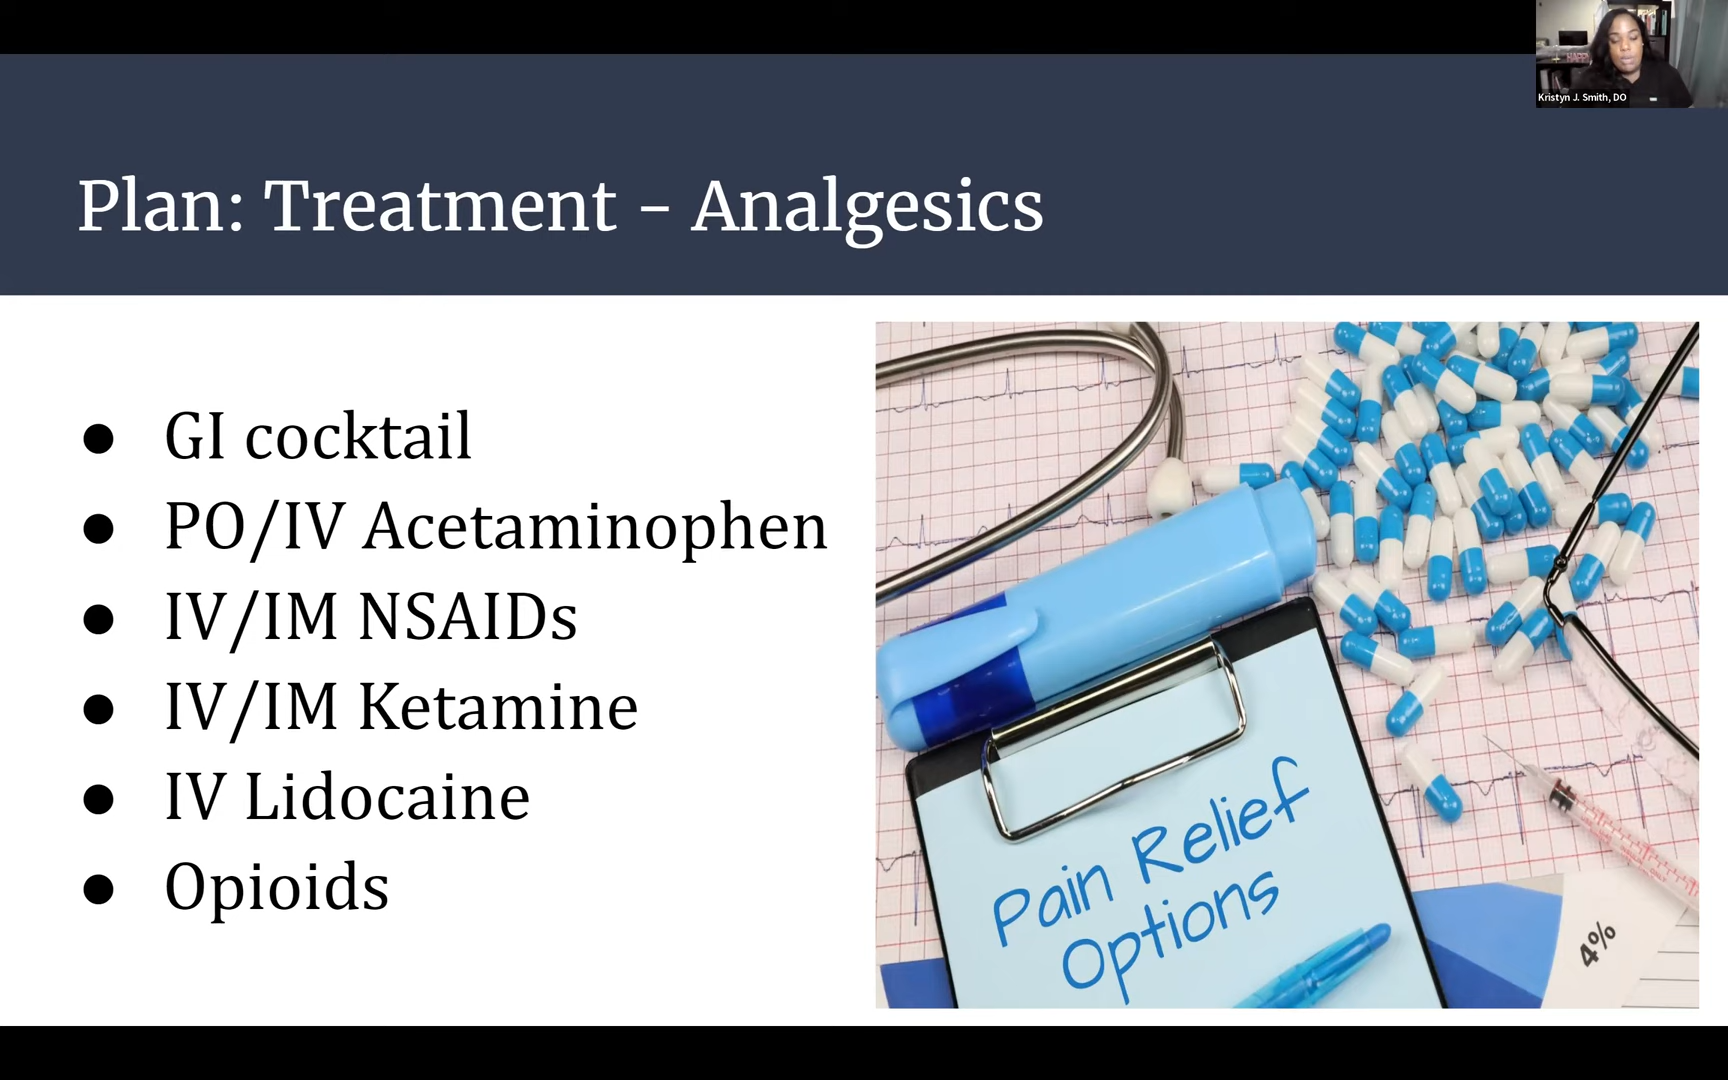 Kristyn J. Smith, DO
Plan: Treatment - Analgesics
● GI cocktail
● PO/IV Acetaminophen
● IV/IM NSAIDs
● IV/IM Ketamine
● IV Lidocaine
● Opioids
Pain Relief
Options
4%